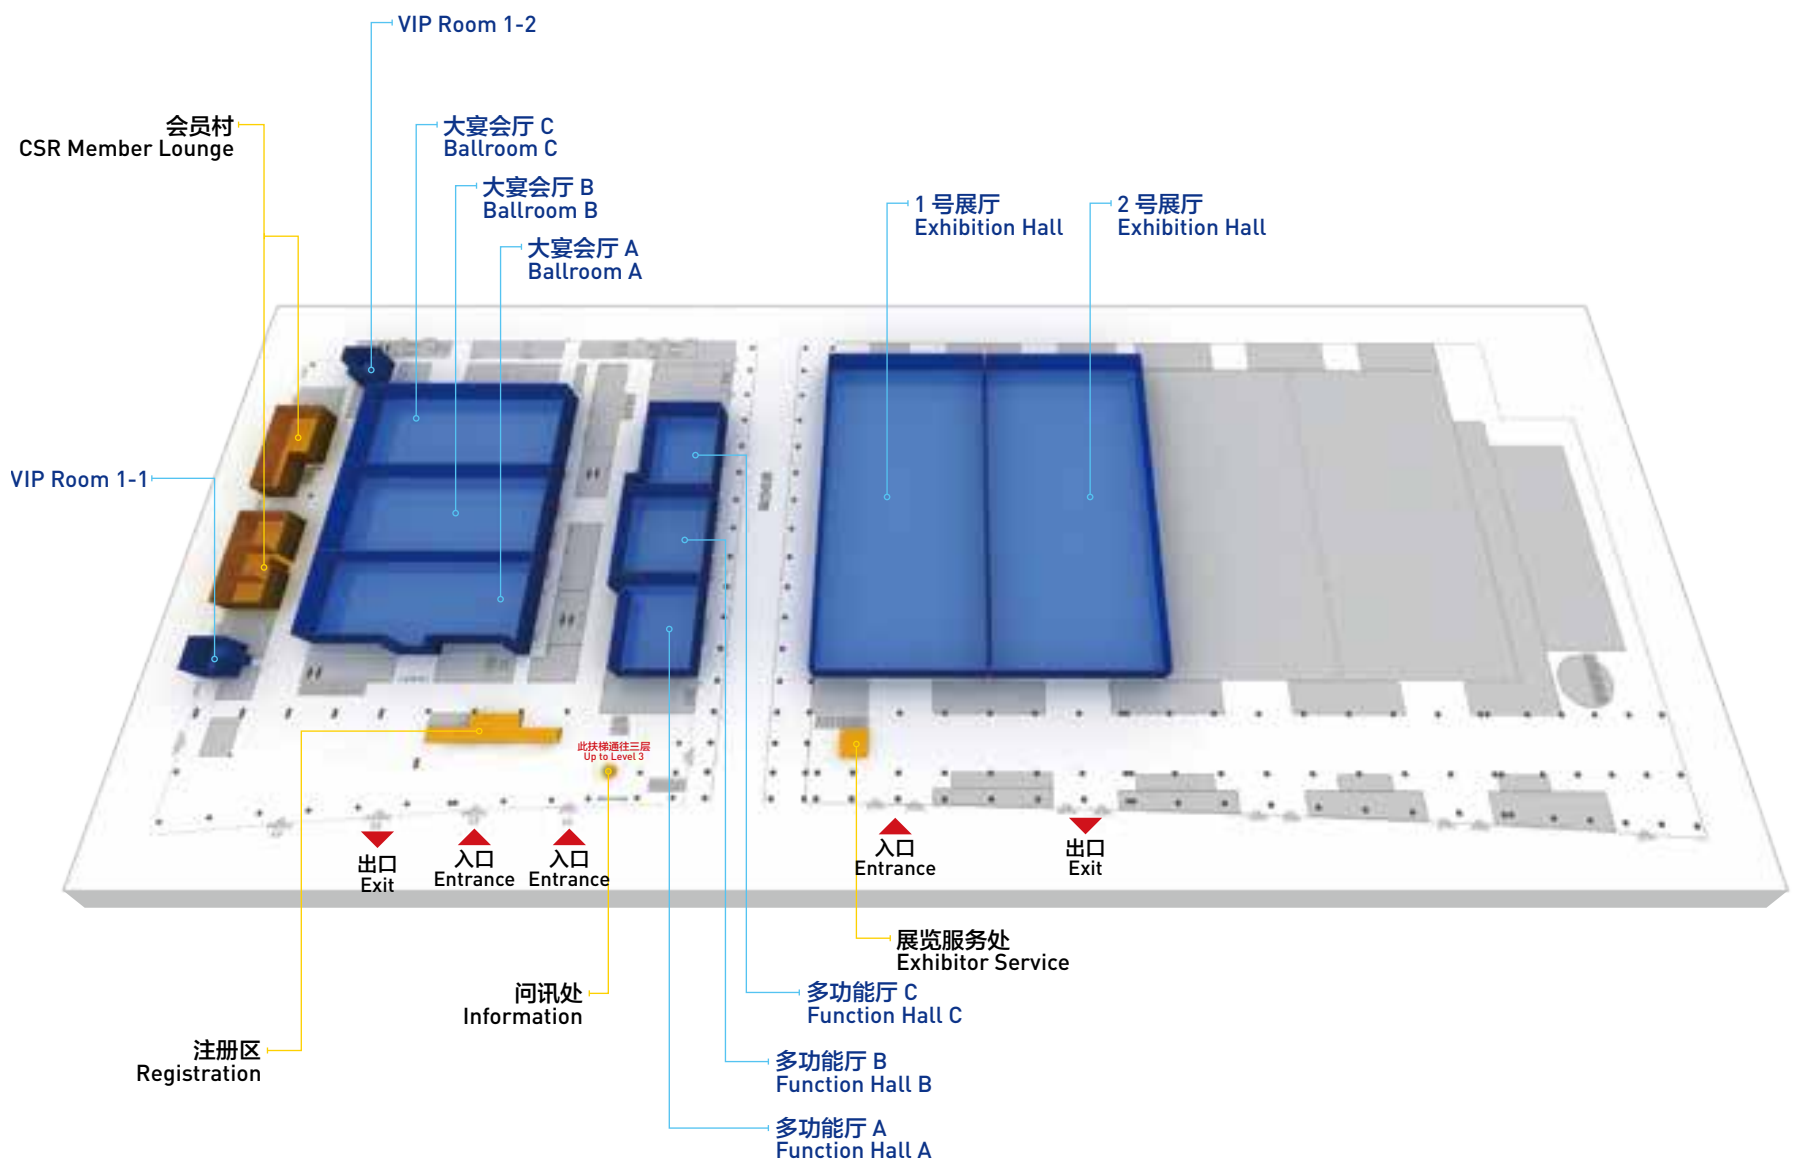 VIP Room 1-2
会员村
CSR Member Lounge
大宴会厅 C
Ballroom C
大宴会厅 B
Ballroom B
大宴会厅 A
Ballroom A
1 号展厅
Exhibition Hall
2 号展厅
Exhibition Hall
VIP Room 1-1
此扶梯通往三层
Up to Level 3
出口
Exit
入口
Entrance
入口
Entrance
入口
Entrance
出口
Exit
展览服务处
Exhibitor Service
问讯处
Information
多功能厅 C
Function Hall C
注册区
Registration
多功能厅 B
Function Hall B
多功能厅 A
Function Hall A